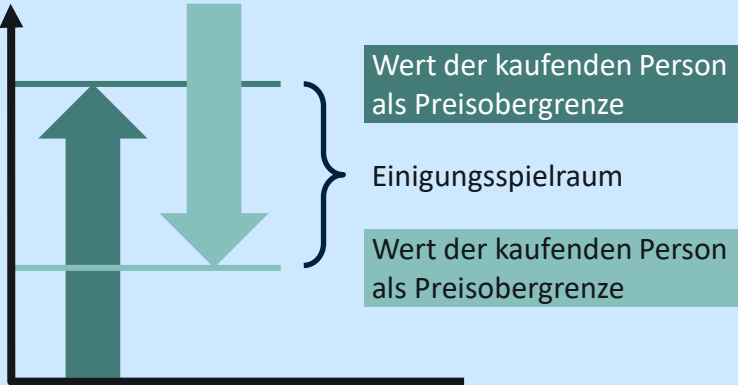 Wert der kaufenden Person
als Preisobergrenze
Einigungsspielraum
Wert der kaufenden Person
als Preisobergrenze